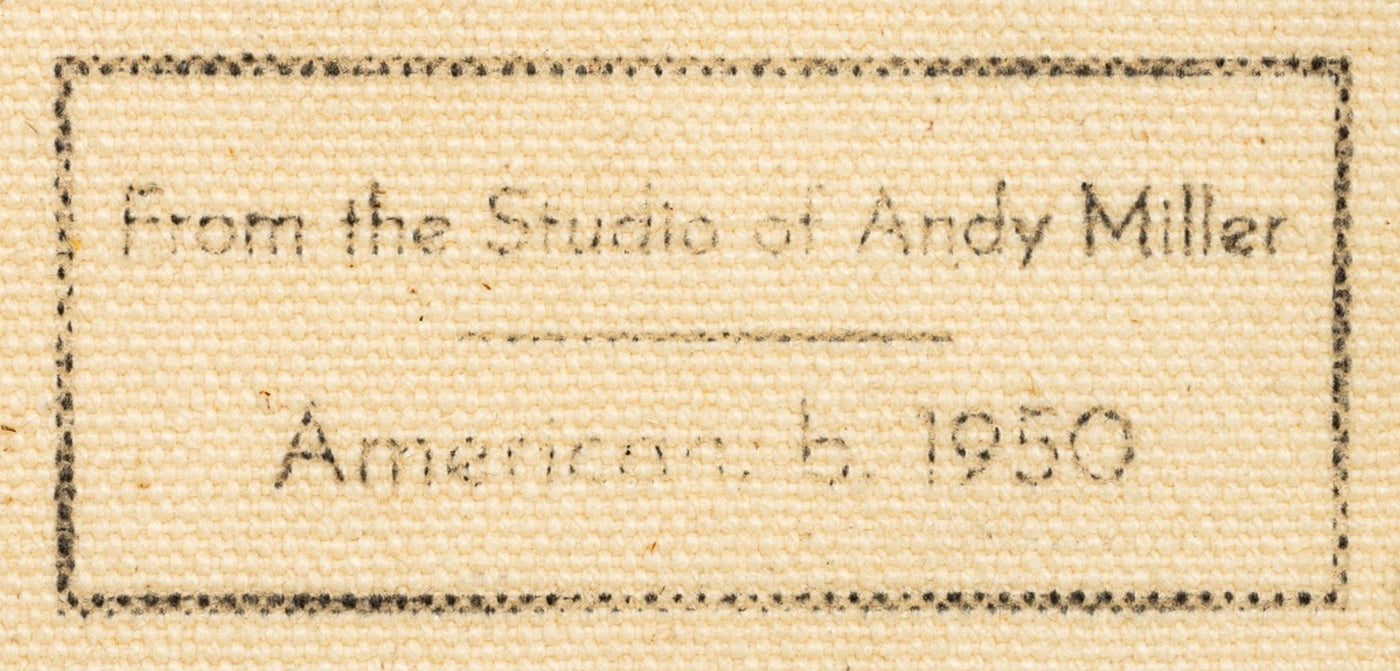 From the Studio of Andy Miller
American, b. 1950